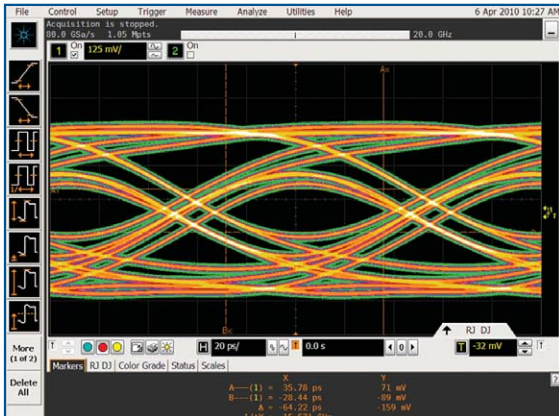 File Control Setup Trigger Measure Analyze Utilities Help 6 Apr 2010 10:27 AM
Acquisition is stopped.
80.0 GSa/s 1.05 Mpts 20.0 GHz
1 On 125 mV/ 2 On
Ax
Bx
More
(1 of 2)
Delete
All
RJ DJ
H 20 ps/ 0.0 s 0 T -32 mV
Markers RJ DJ Color Grade Status Scales
X Y
A---(1) = 35.78 ps 71 mV
B---(1) = -28.44 ps -89 mV
Δ = -64.22 ps -159 mV